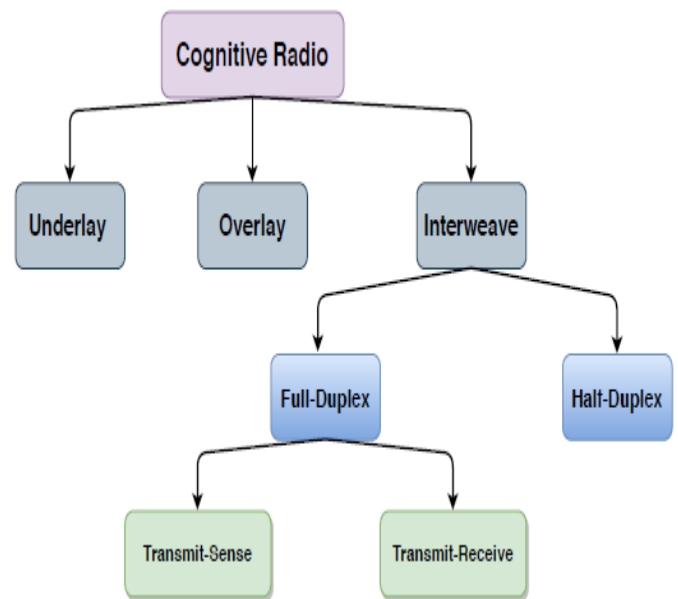 Cognitive Radio
Underlay
Overlay
Interweave
Full-Duplex
Half-Duplex
Transmit-Sense
Transmit-Receive